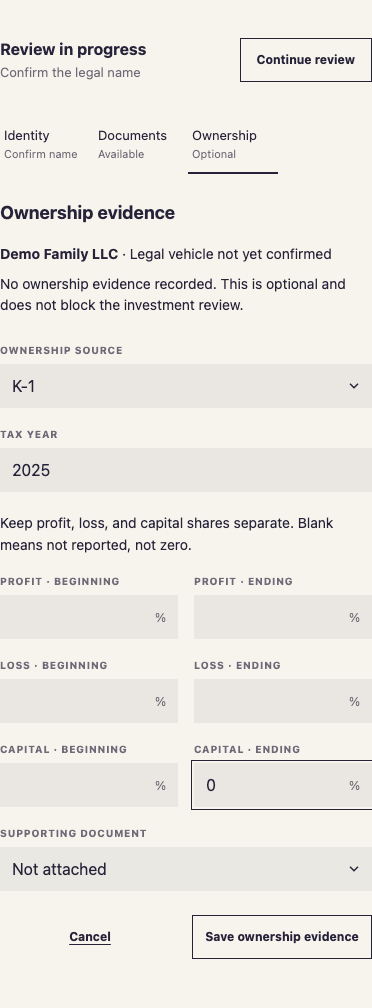 Review in progress
Confirm the legal name
Continue review
Identity
Confirm name
Documents
Available
Ownership
Optional
Ownership evidence
Demo Family LLC · Legal vehicle not yet confirmed
No ownership evidence recorded. This is optional and
does not block the investment review.
OWNERSHIP SOURCE
K-1
TAX YEAR
2025
Keep profit, loss, and capital shares separate. Blank
means not reported, not zero.
PROFIT · BEGINNING
%
PROFIT · ENDING
%
LOSS · BEGINNING
%
LOSS · ENDING
%
CAPITAL · BEGINNING
%
CAPITAL · ENDING
0 %
SUPPORTING DOCUMENT
Not attached
Cancel
Save ownership evidence